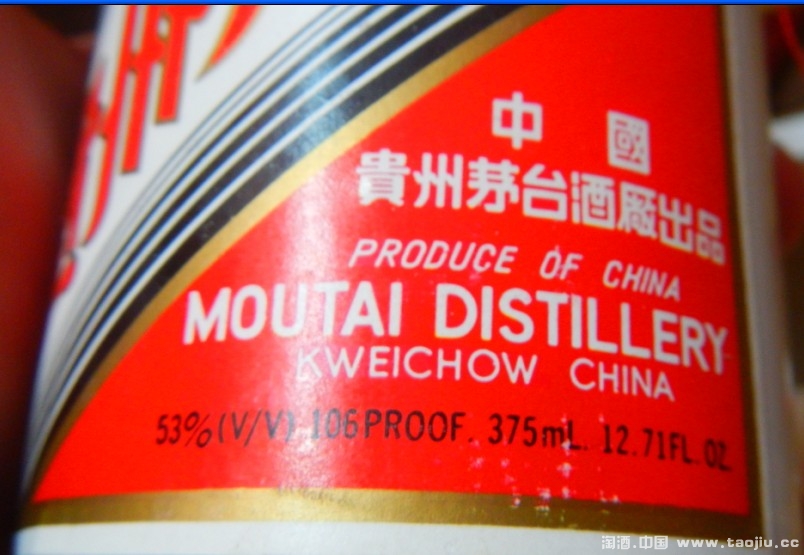 中國
貴州茅台酒廠出品
PRODUCE OF CHINA
MOUTAI DISTILLERY
KWEICHOW CHINA
53%(V/V) 106PROOF. 375mL. 12.71FL.OZ.
淘酒.中国 www.taojiu.cc